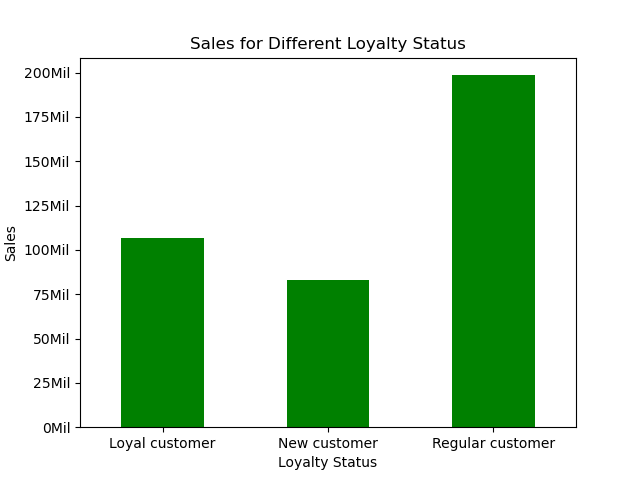 Sales for Different Loyalty Status
200Mil
175Mil
150Mil
125Mil
100Mil
75Mil
50Mil
25Mil
0Mil
Sales
Loyal customer New customer Regular customer
Loyalty Status